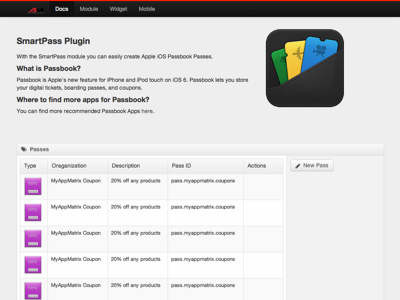 Docs Module Widget Mobile
SmartPass Plugin
With the SmartPass module you can easily create Apple iOS Passbook Passes.
What is Passbook?
Passbook is Apple's new feature for iPhone and iPod touch on iOS 6. Passbook lets you store
your digital tickets, boarding passes, and coupons.
Where to find more apps for Passbook?
You can find more recommended Passbook Apps here.
Passes
Type Oraganization Description Pass ID Actions
New Pass
MyAppMatrix Coupon 20% off any products pass.myappmatrix.coupons
MyAppMatrix Coupon 20% off any products pass.myappmatrix.coupons
MyAppMatrix Coupon 20% off any products pass.myappmatrix.coupons
MyAppMatrix Coupon 20% off any products pass.myappmatrix.coupons
MyAppMatrix Coupon 20% off any products pass.myappmatrix.coupons